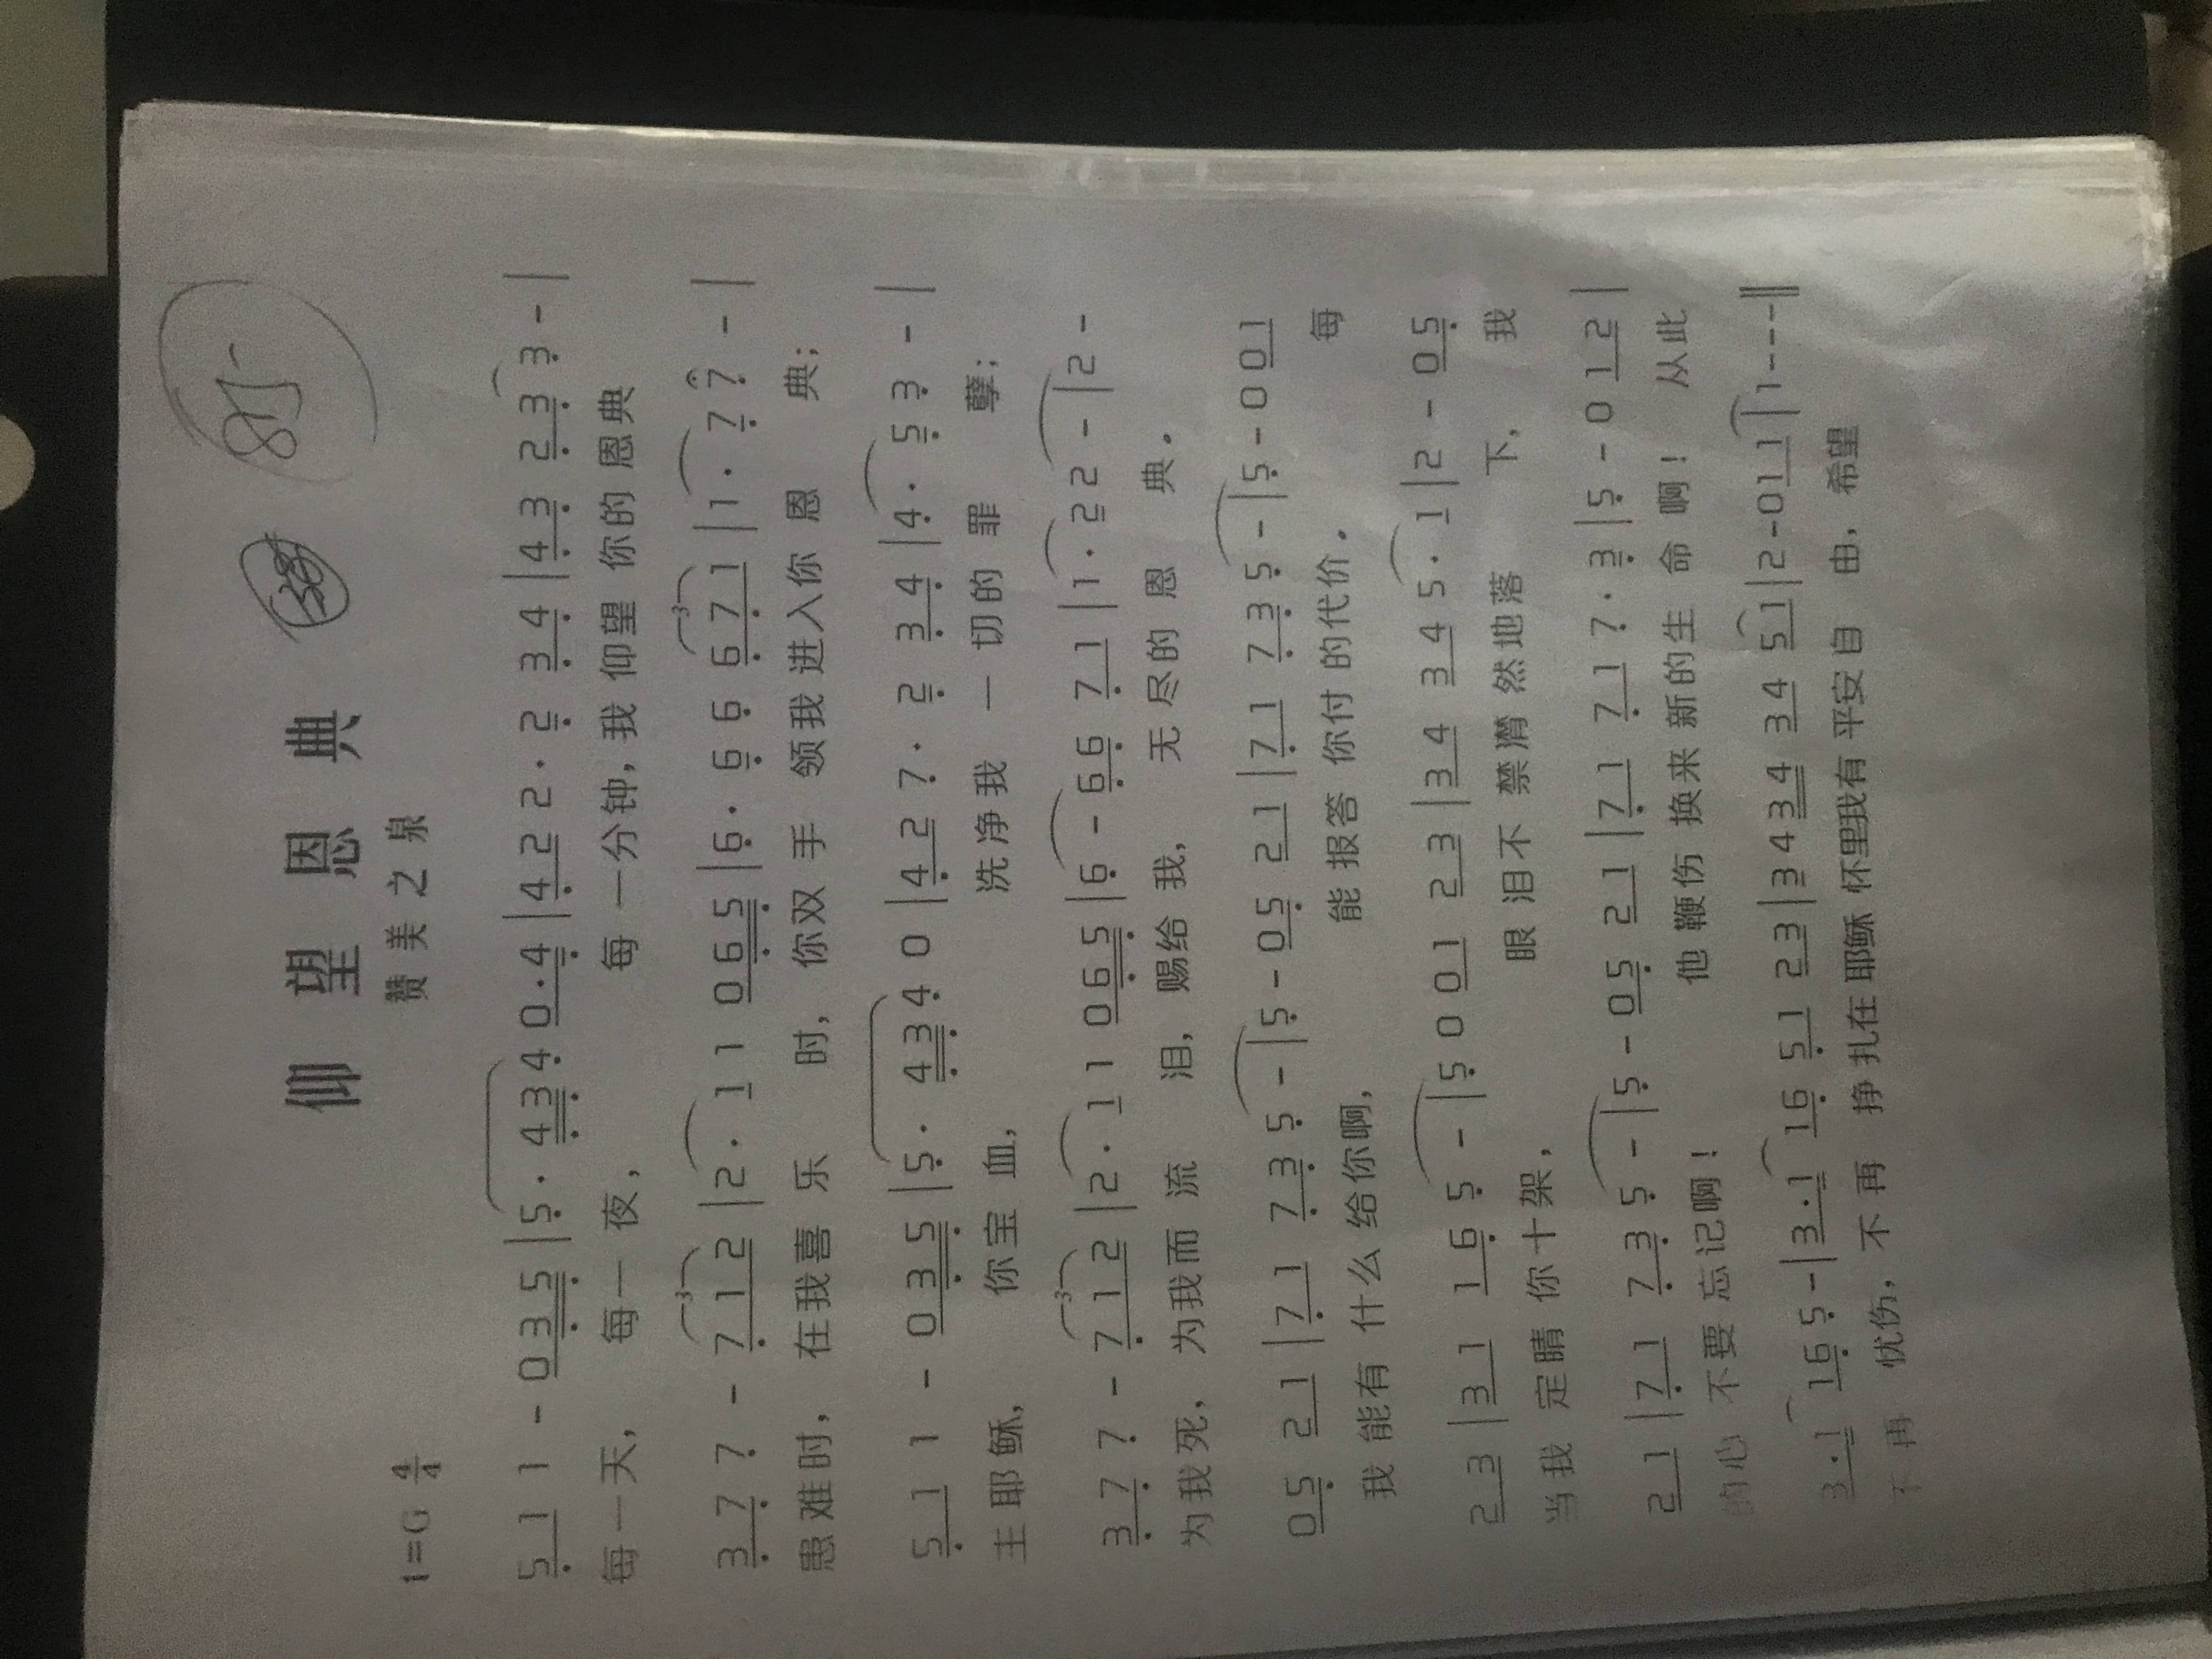 85
38
仰望恩典
赞美之泉
1=G 4/4
5 1 1 - 0 3 5 | 5 · 4 3 4 0 · 4 | 4 2 2 · 2 3 4 | 4 3 2 3 3 - |
每一天， 每一 夜， 每 一分钟，我 仰望 你的 恩典
3 7 7 - 7 1 2 | 2 · 1 1 0 6 5 | 6 · 6 6 6 7 1 | 1 · 7 7 - |
患难时， 在我喜 乐 时， 你双 手 领我 进入你 恩 典；
5 1 1 - 0 3 5 | 5 · 4 3 4 0 | 4 2 7 · 2 3 4 | 4 · 5 3 - |
主耶稣， 你宝 血， 洗净我 一 切的 罪 孽；
3 7 7 - 7 1 2 | 2 · 1 1 0 6 5 | 6 - 6 6 7 1 | 1 · 2 2 - | 2 -
为我死， 为我而 流 泪， 赐给 我， 无 尽的 恩 典。
0 5 2 1 | 7 1 7 3 5 - | 5 - 0 5 2 1 | 7 1 7 3 5 - | 5 - 0 0 1
我 能有 什么 给你啊， 能 报答 你付 的代价。 每
2 3 | 3 1 1 6 5 - | 5 0 0 1 2 3 | 3 4 3 4 5 · 1 | 2 - 0 5
当我 定睛 你十架， 眼 泪不 禁潸 然地落 下， 我
2 1 | 7 1 7 3 5 - | 5 - 0 5 2 1 | 7 1 7 1 7 · 3 | 5 - 0 1 2 |
的心 不要 忘记啊！ 他 鞭伤 换来 新的生 命 啊！ 从此
3 · 1 1 6 5 - | 3 · 1 1 6 5 1 2 3 | 3 4 3 4 3 4 5 1 | 2 - 0 1 1 | 1 - - - ‖
不 再 忧伤，不 再 挣扎在 耶稣 怀里我有 平安自 由，希望